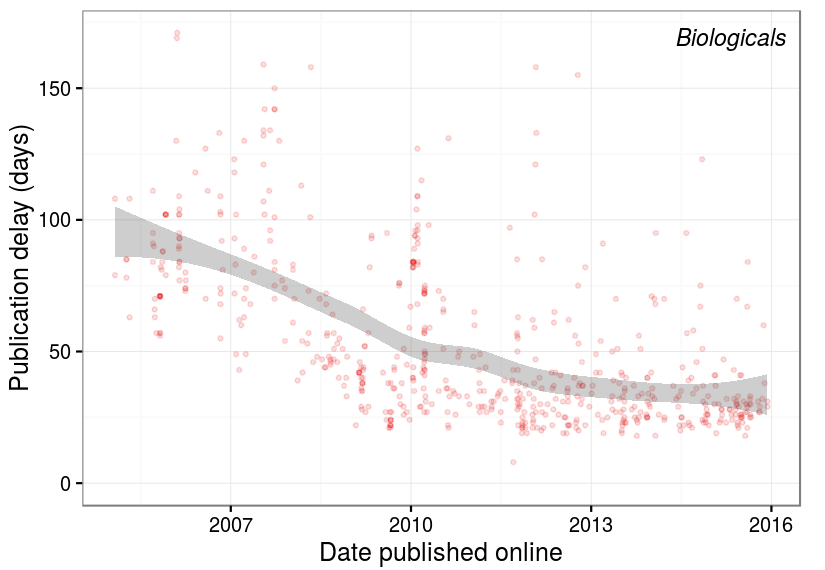 Biologicals
150
100
50
0
Publication delay (days)
2007 2010 2013 2016
Date published online